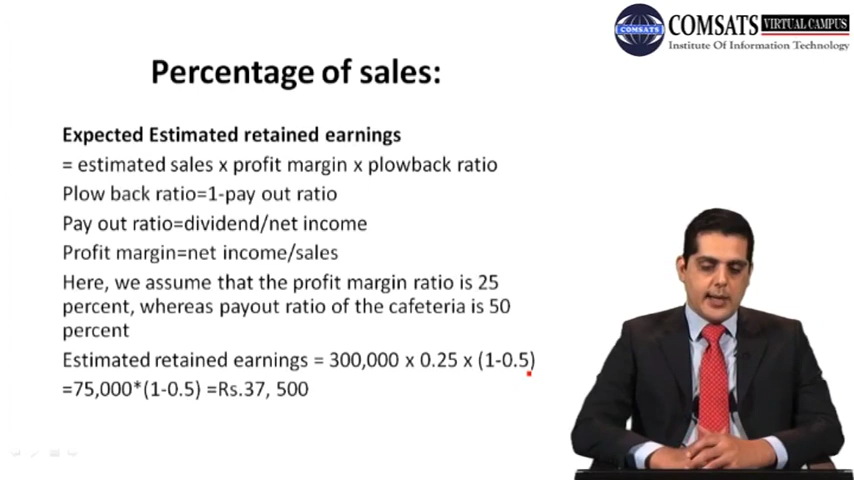 COMSATS VIRTUAL CAMPUS
COMSATS
Institute Of Information Technology
Percentage of sales:
Expected Estimated retained earnings
= estimated sales x profit margin x plowback ratio
Plow back ratio=1-pay out ratio
Pay out ratio=dividend/net income
Profit margin=net income/sales
Here, we assume that the profit margin ratio is 25
percent, whereas payout ratio of the cafeteria is 50
percent
Estimated retained earnings = 300,000 x 0.25 x (1-0.5)
=75,000*(1-0.5) =Rs.37, 500